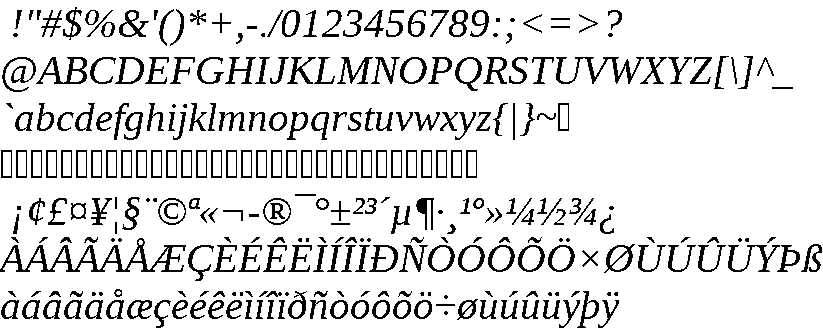 !"#$%&'()*+,-./0123456789:;<=>?
@ABCDEFGHIJKLMNOPQRSTUVWXYZ[\]^_
`abcdefghijklmnopqrstuvwxyz{|}~▯
▯▯▯▯▯▯▯▯▯▯▯▯▯▯▯▯▯▯▯▯▯▯▯▯▯▯▯▯▯▯▯▯
¡¢£¤¥¦§¨©ª«¬-®¯°±²³´µ¶·¸¹º»¼½¾¿
ÀÁÂÃÄÅÆÇÈÉÊËÌÍÎÏÐÑÒÓÔÕÖ×ØÙÚÛÜÝÞß
àáâãäåæçèéêëìíîïðñòóôõö÷øùúûüýþÿ